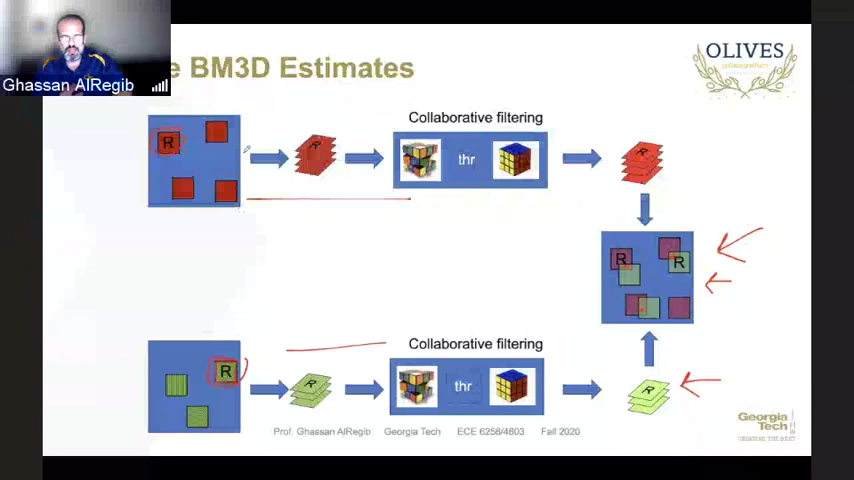 Ghassan AlRegib
e BM3D Estimates
OLIVES
Collaborative filtering
R
R
thr
R
R
R
Collaborative filtering
R
R
thr
R
Prof. Ghassan AlRegib Georgia Tech ECE 6258/4803 Fall 2020
Georgia
Tech